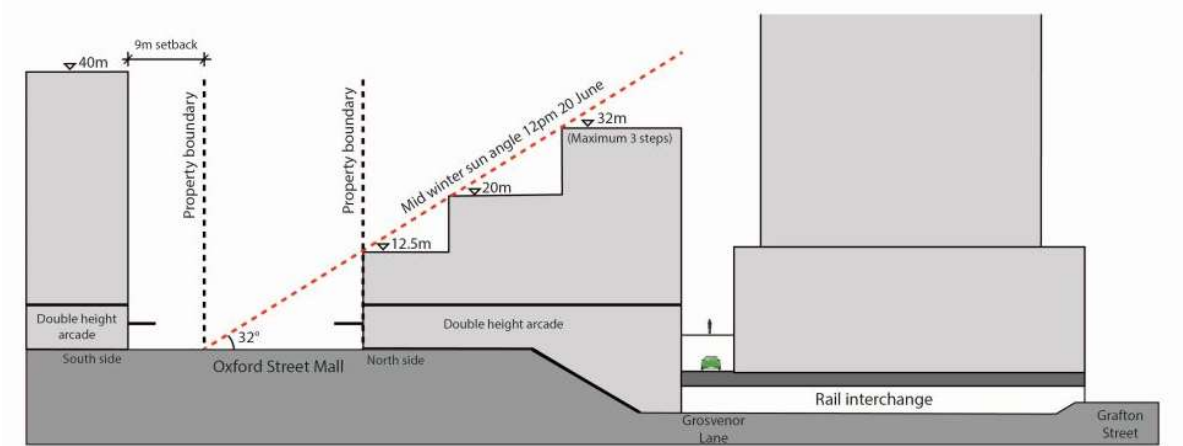 9m setback
40m
Property boundary
Property boundary
Mid winter sun angle 12pm 20 June
32m
(Maximum 3 steps)
20m
12.5m
Double height
arcade
Double height arcade
32°
South side
Oxford Street Mall
North side
Rail interchange
Grosvenor
Lane
Grafton
Street